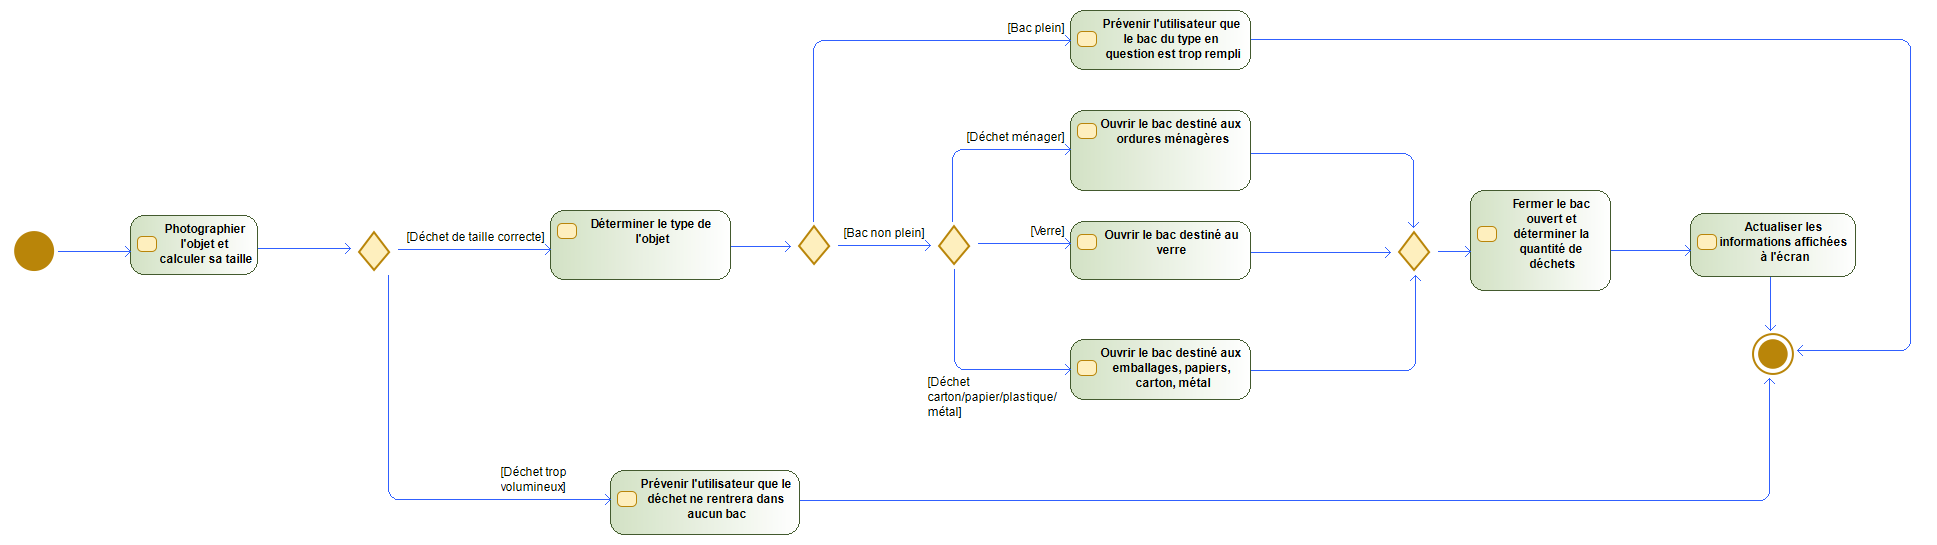 Photographier
l'objet et
calculer sa taille
[Déchet de taille correcte]
[Déchet trop
volumineux]
Déterminer le type de
l'objet
Prévenir l'utilisateur que le
déchet ne rentrera dans
aucun bac
[Bac plein]
[Bac non plein]
Prévenir l'utilisateur que
le bac du type en
question est trop rempli
[Déchet ménager]
Ouvrir le bac destiné aux
ordures ménagères
[Verre]
Ouvrir le bac destiné au
verre
[Déchet
carton/papier/plastique/
métal]
Ouvrir le bac destiné aux
emballages, papiers,
carton, métal
Fermer le bac
ouvert et
déterminer la
quantité de
déchets
Actualiser les
informations affichées
à l'écran